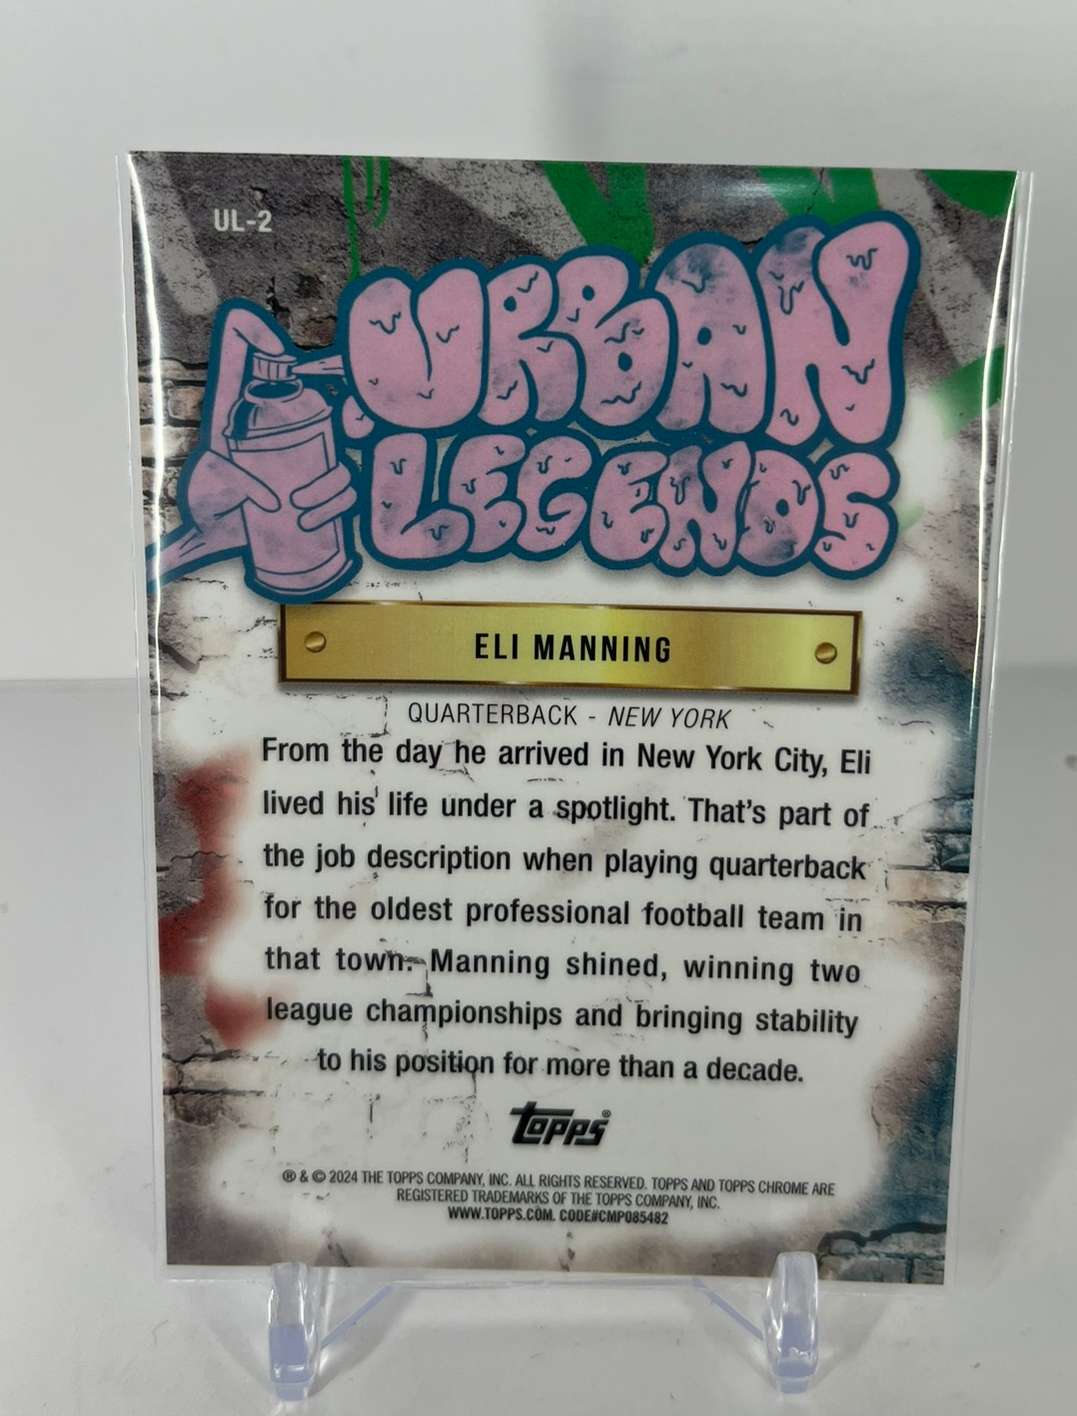 UL-2
URBAN
LEGENDS
ELI MANNING
QUARTERBACK - NEW YORK
From the day he arrived in New York City, Eli
lived his life under a spotlight. That's part of
the job description when playing quarterback
for the oldest professional football team in
that town. Manning shined, winning two
league championships and bringing stability
to his position for more than a decade.
topps®
® & © 2024 THE TOPPS COMPANY, INC. ALL RIGHTS RESERVED. TOPPS AND TOPPS CHROME ARE
REGISTERED TRADEMARKS OF THE TOPPS COMPANY, INC.
WWW.TOPPS.COM. CODE#CMP085482